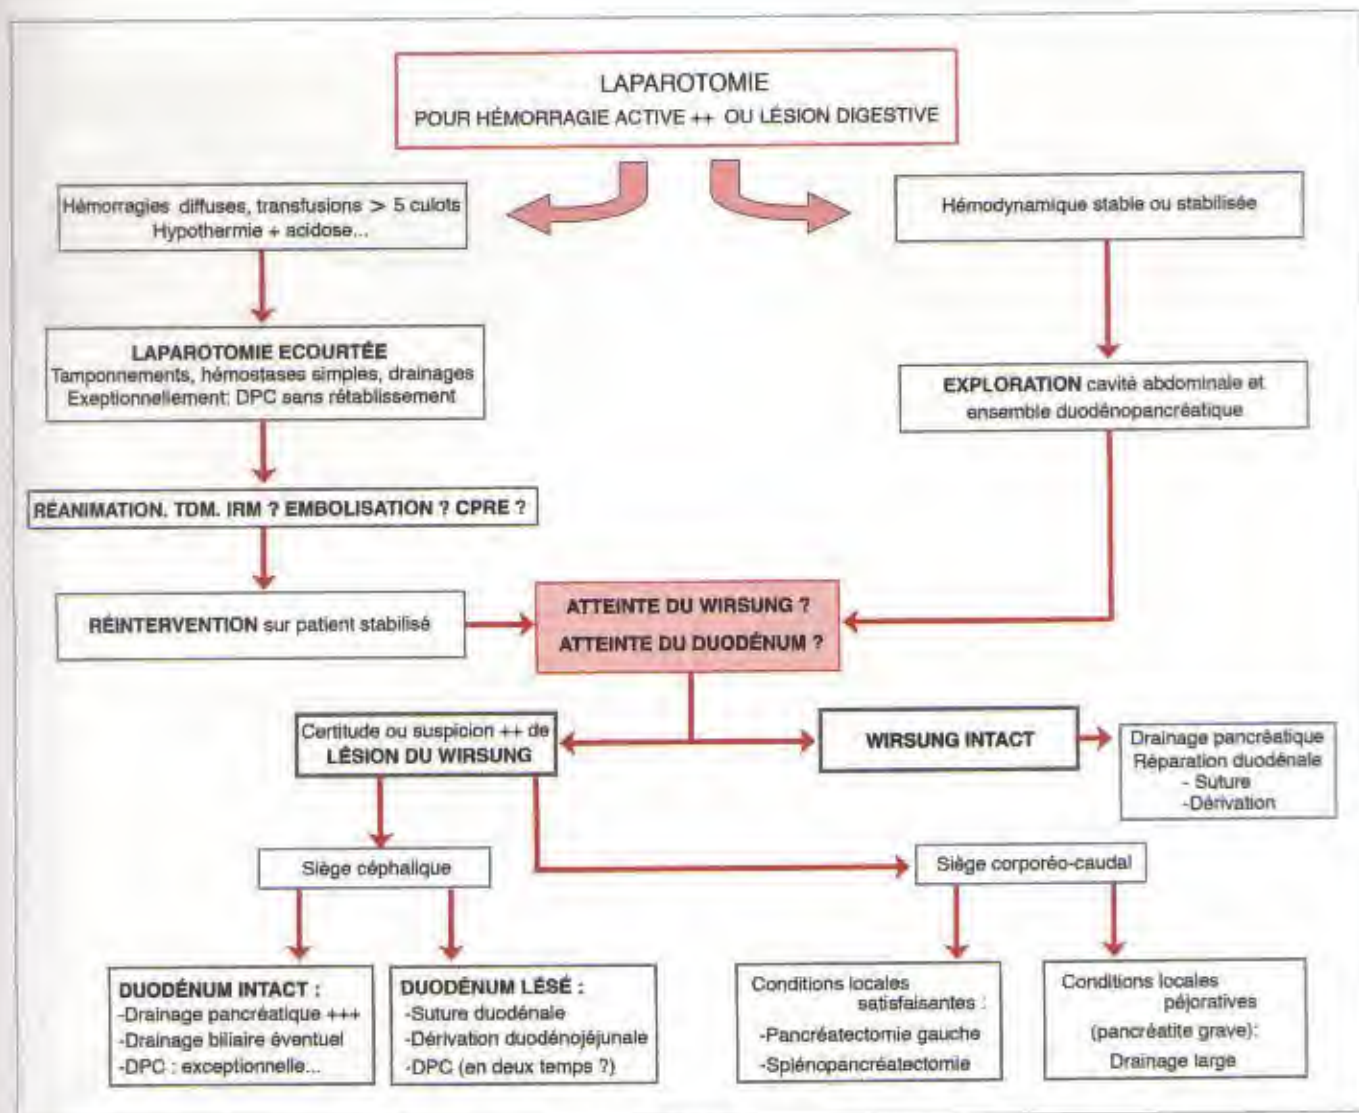 LAPAROTOMIE
POUR HÉMORRAGIE ACTIVE ++ OU LÉSION DIGESTIVE
Hémorragies diffuses, transfusions > 5 culots
Hypothermie + acidose...
Hémodynamique stable ou stabilisée
LAPAROTOMIE ECOURTÉE
Tamponnements, hémostases simples, drainages
Exeptionnellement: DPC sans rétablissement
EXPLORATION cavité abdominale et
ensemble duodénopancréatique
RÉANIMATION. TDM. IRM ? EMBOLISATION ? CPRE ?
RÉINTERVENTION sur patient stabilisé
ATTEINTE DU WIRSUNG ?
ATTEINTE DU DUODÉNUM ?
Certitude ou suspicion ++ de
LÉSION DU WIRSUNG
WIRSUNG INTACT
Drainage pancréatique
Réparation duodénale
- Suture
-Dérivation
Siège céphalique
Siège corporéo-caudal
DUODÉNUM INTACT :
-Drainage pancréatique +++
-Drainage biliaire éventuel
-DPC : exceptionnelle...
DUODÉNUM LÉSÉ :
-Suture duodénale
-Dérivation duodénojéjunale
-DPC (en deux temps ?)
Conditions locales
satisfaisantes :
-Pancréatectomie gauche
-Splénopancréatectomie
Conditions locales
péjoratives
(pancréatite grave):
Drainage large